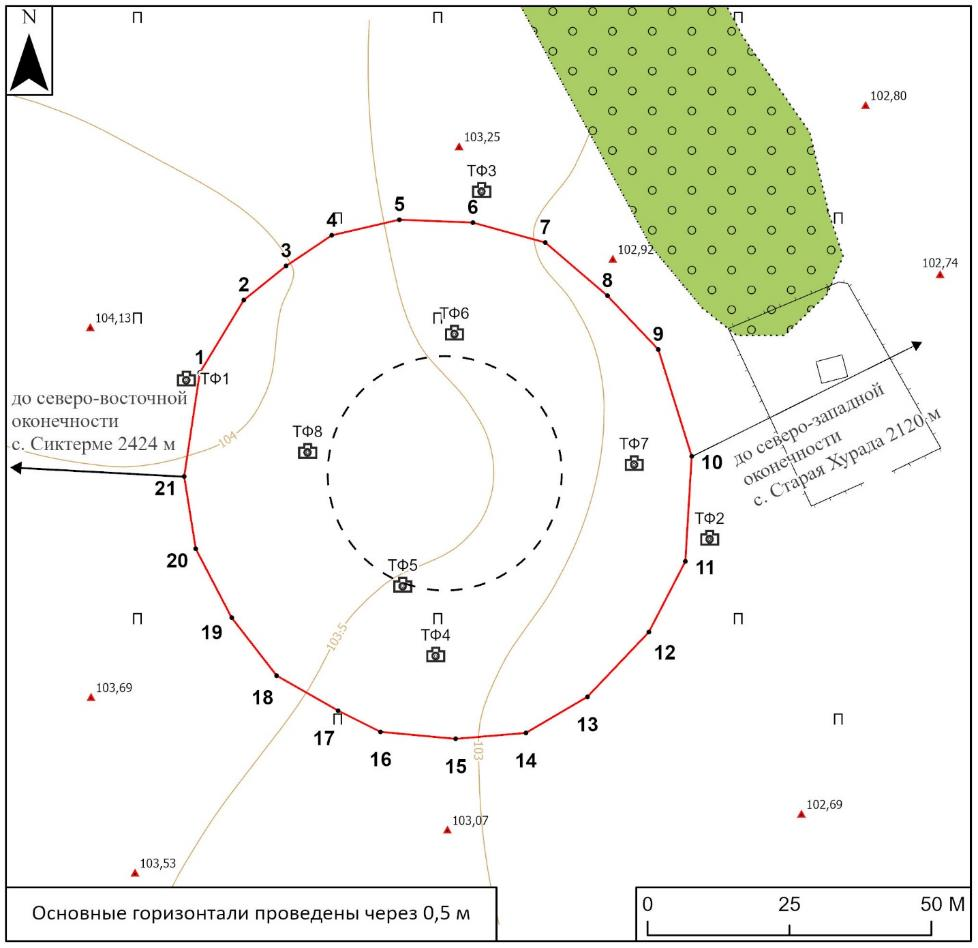 N
П
П
П
102,80
103,25
ТФ3
4
П
5
6
П
7
3
102,92
102,74
2
8
104,13
П
П
ТФ6
9
1
ТФ1
до северо-восточной
оконечности
с. Сиктерме 2424 м
104
до северо-западной
оконечности
с. Старая Хурада 2120 м
ТФ8
ТФ7
10
21
ТФ2
20
11
ТФ5
19
П
П
П
103.5
ТФ4
12
18
103,69
17
П
13
П
16
15
103
14
102,69
103,07
103,53
Основные горизонтали проведены через 0,5 м
0 25 50 М